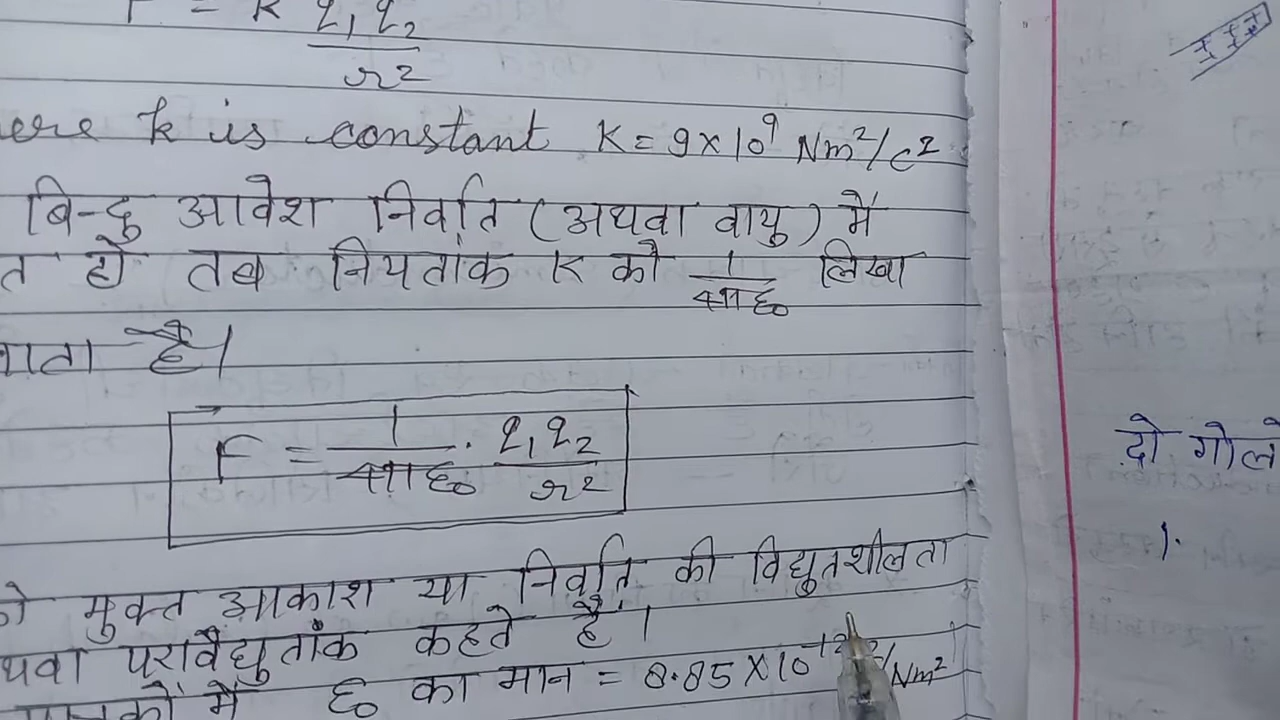 F = K q₁q₂/r²
where k is constant K = 9×10⁹ Nm²/c²
बिन्दु आवेश निर्वात (अथवा वायु) में
त हो तब नियतांक K को 1/4πε₀ लिखा
जाता है।
F = 1/4πε₀ . q₁q₂/r²
को मुक्त आकाश या निर्वात की विद्युतशीलता
अथवा परावैद्युतांक कहते हैं।
में ε₀ का मान = 8.85×10⁻¹² /Nm²
दो गोले
1.